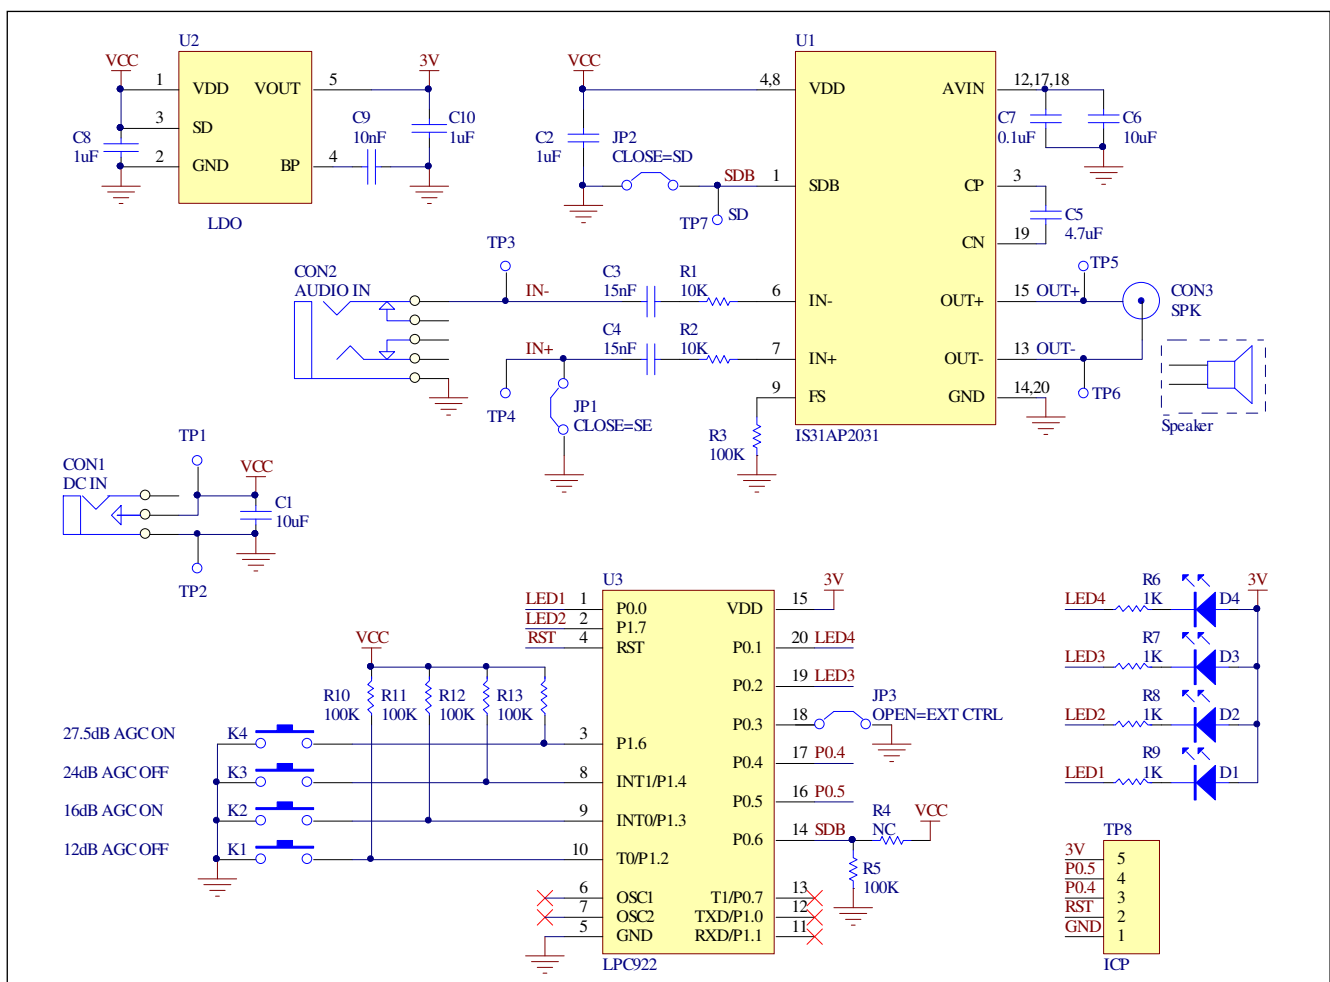 U2
VCC
1
VDD
VOUT
5
3V
3
SD
C8
1uF
2
GND
BP
4
C9
10nF
C10
1uF
LDO
VCC
C2
1uF
JP2
CLOSE=SD
SDB
1
TP7
SD
U1
4,8
VDD
AVIN
12,17,18
C7
0.1uF
C6
10uF
SDB
CP
3
C5
4.7uF
CN
19
TP3
CON2
AUDIO IN
IN-
C3
15nF
R1
10K
6
IN-
OUT+
15
OUT+
TP5
CON3
SPK
IN+
C4
15nF
R2
10K
7
IN+
OUT-
13
OUT-
TP4
JP1
CLOSE=SE
9
FS
GND
14,20
TP6
R3
100K
IS31AP2031
Speaker
TP1
CON1
DC IN
VCC
C1
10uF
TP2
U3
LED1
1
P0.0
LED2
2
P1.7
RST
4
RST
VDD
15
3V
P0.1
20
LED4
P0.2
19
LED3
P0.3
18
JP3
OPEN=EXT CTRL
P0.4
17
P0.4
P0.5
16
P0.5
P0.6
14
SDB
R4
NC
VCC
R5
100K
VCC
R10
100K
R11
100K
R12
100K
R13
100K
27.5dB AGC ON
K4
3
P1.6
24dB AGC OFF
K3
8
INT1/P1.4
16dB AGC ON
K2
9
INT0/P1.3
12dB AGC OFF
K1
10
T0/P1.2
6
OSC1
T1/P0.7
13
7
OSC2
TXD/P1.0
12
5
GND
RXD/P1.1
11
LPC922
3V
LED4
R6
1K
D4
LED3
R7
1K
D3
LED2
R8
1K
D2
LED1
R9
1K
D1
TP8
3V
5
P0.5
4
P0.4
3
RST
2
GND
1
ICP